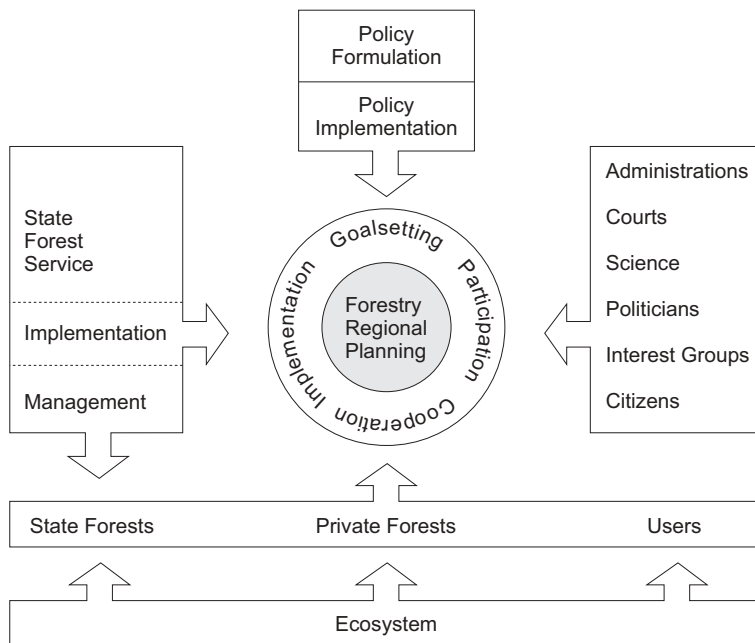 Policy
Formulation
Policy
Implementation
State
Forest
Service
Implementation
Management
Goalsetting
Participation
Cooperation
Implementation
Forestry
Regional
Planning
Administrations
Courts
Science
Politicians
Interest Groups
Citizens
State Forests
Private Forests
Users
Ecosystem